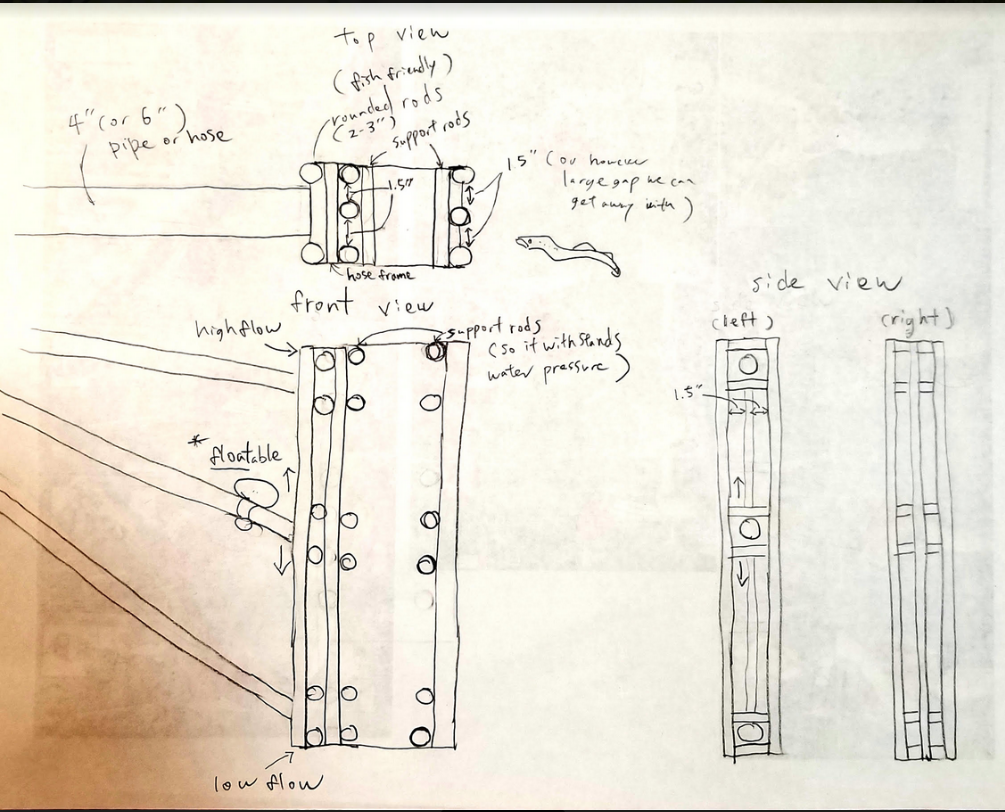 top view
(fish friendly)
rounded rods
(2-3")
support rods
4" (or 6")
pipe or hose
1.5"
1.5" (or however
large gap we can
get away with)
hose frame
front view
high flow
support rods
(so it withstands
water pressure)
* floatable
low flow
side view
(left)
(right)
1.5"